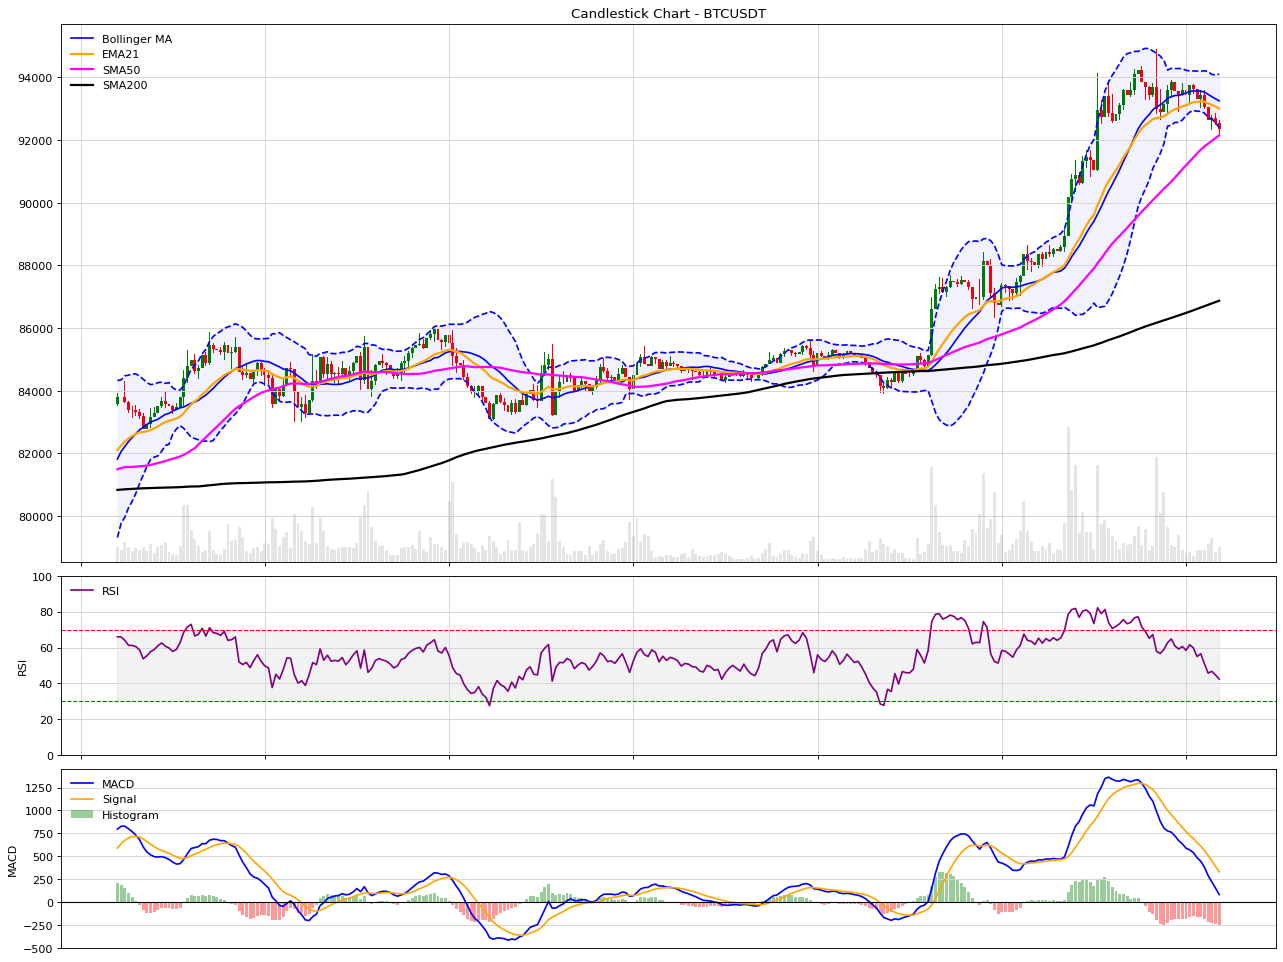 Candlestick Chart - BTCUSDT
Bollinger MA
EMA21
SMA50
SMA200
94000
92000
90000
88000
86000
84000
82000
80000
RSI
100
80
60
40
20
0
RSI
MACD
Signal
Histogram
1250
1000
750
500
250
0
−250
−500
MACD